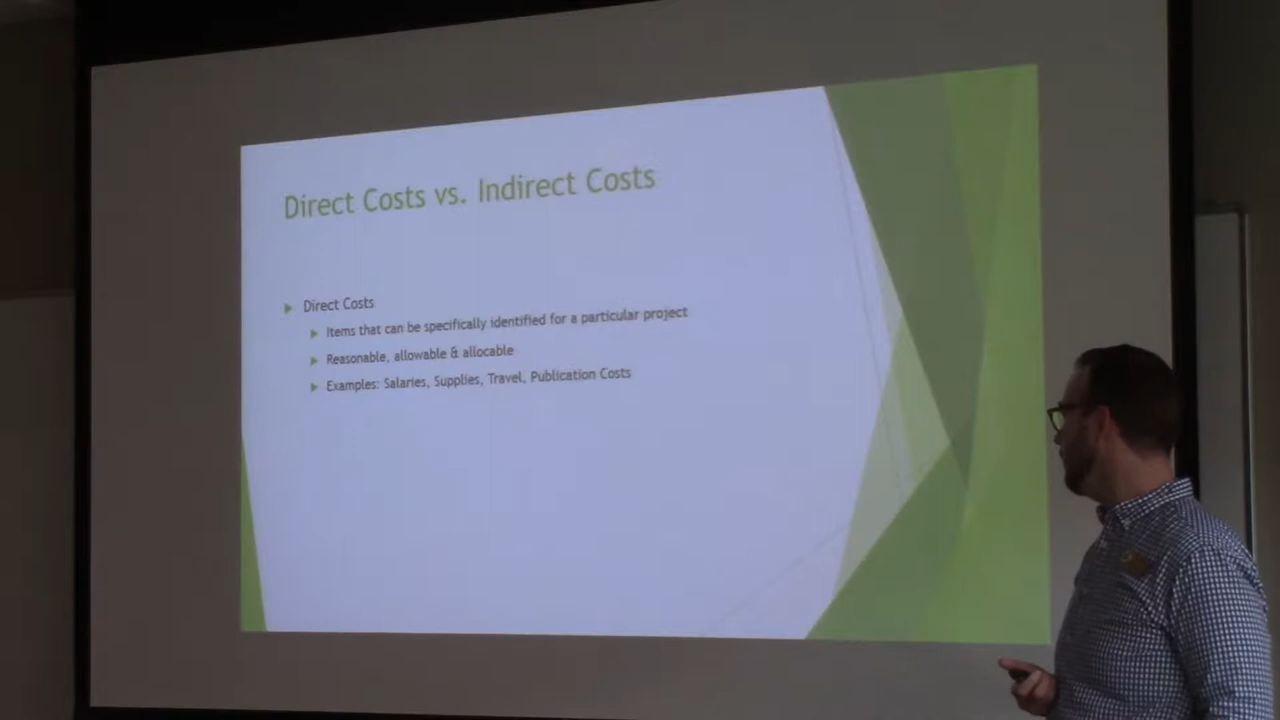 Direct Costs vs. Indirect Costs
Direct Costs
Items that can be specifically identified for a particular project
Reasonable, allowable & allocable
Examples: Salaries, Supplies, Travel, Publication Costs